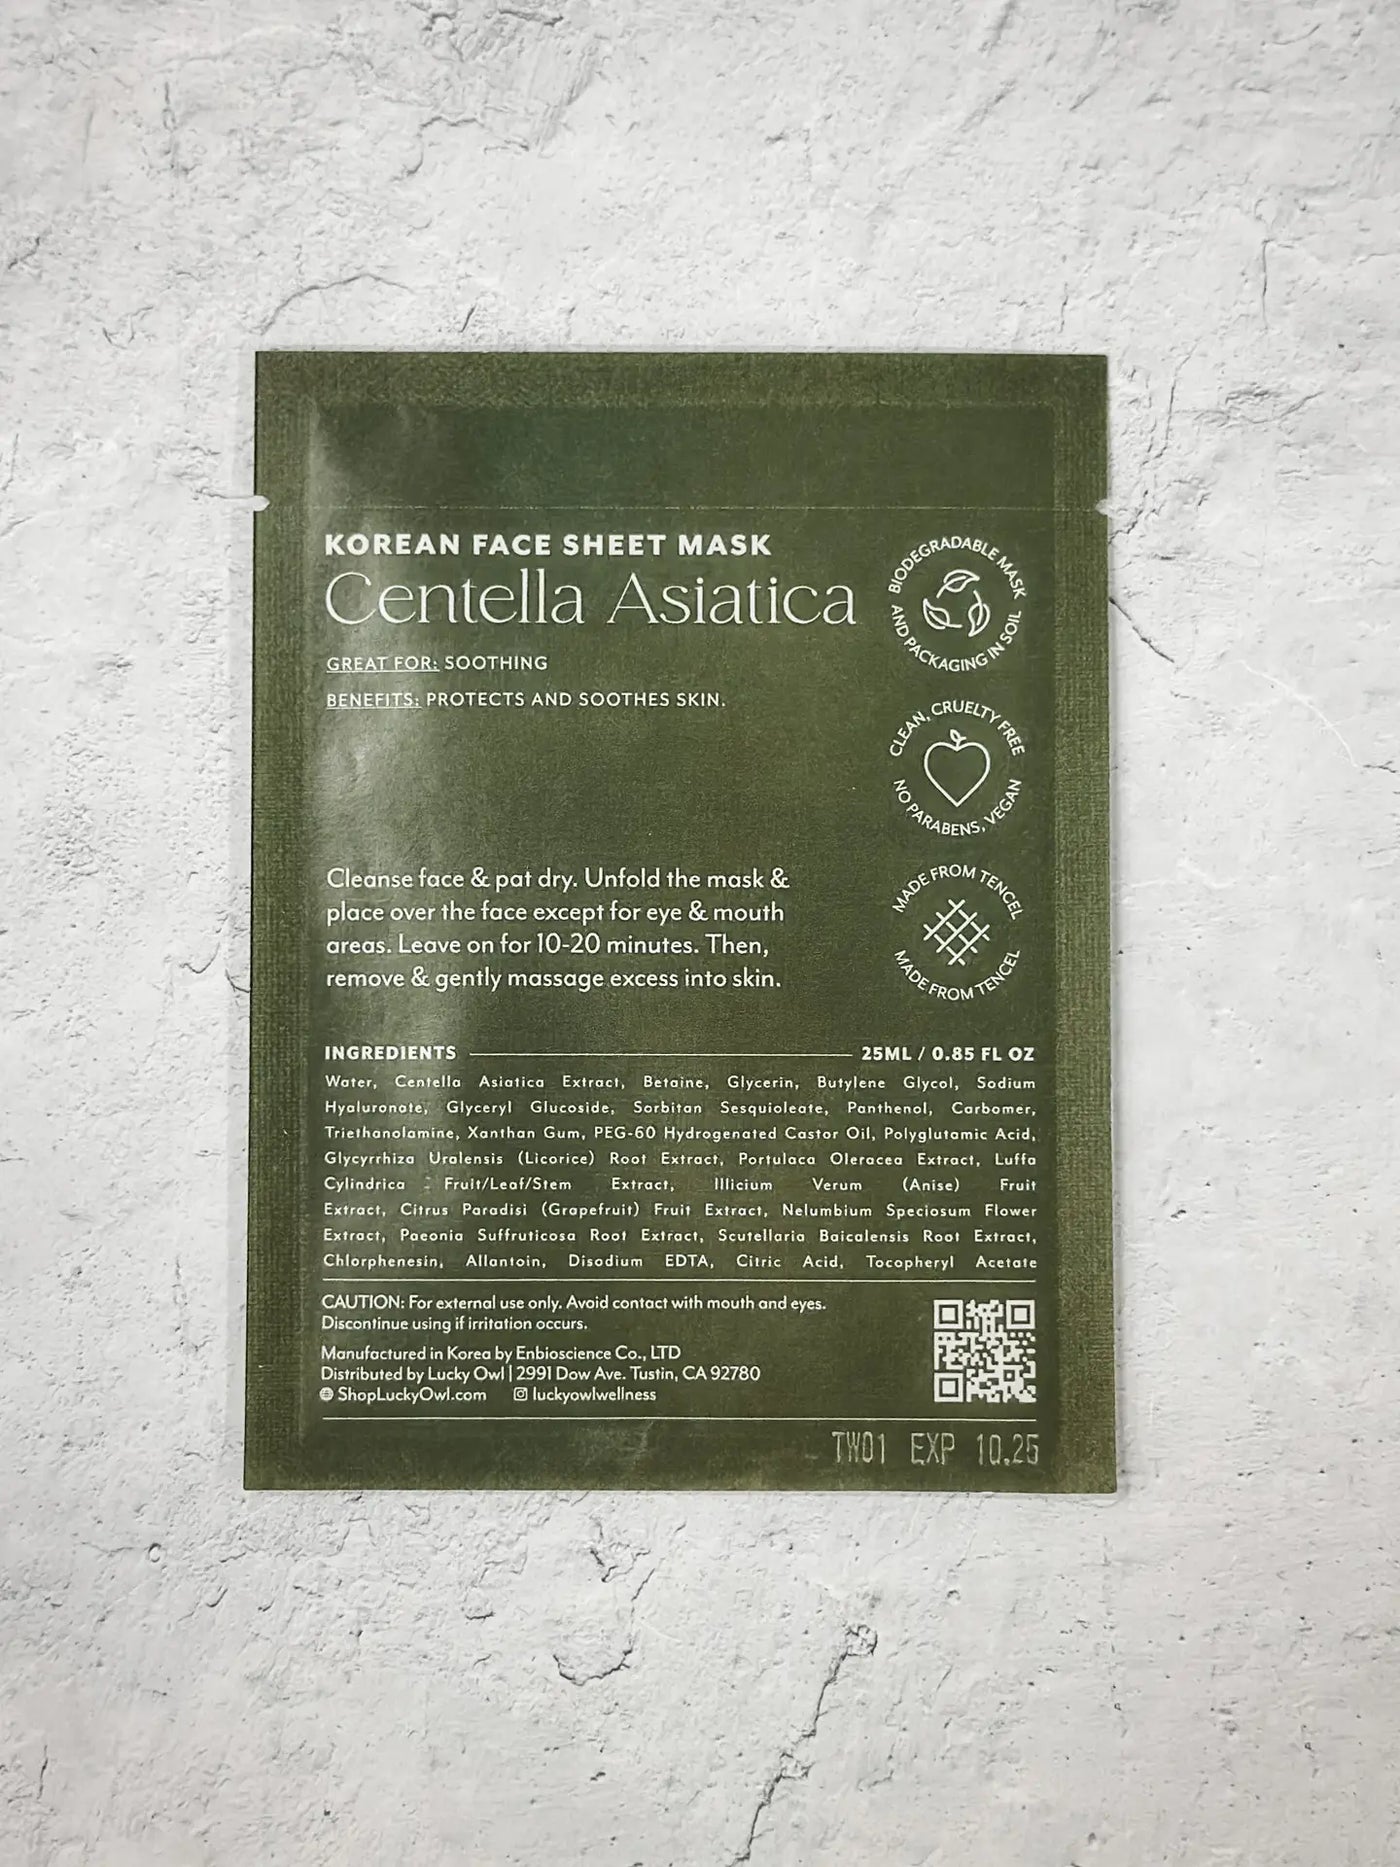 KOREAN FACE SHEET MASK
Centella Asiatica
GREAT FOR: SOOTHING
BENEFITS: PROTECTS AND SOOTHES SKIN.
BIODEGRADABLE MASK
AND PACKAGING IN SOIL
CLEAN, CRUELTY FREE
NO PARABENS, VEGAN
MADE FROM TENCEL
MADE FROM TENCEL
Cleanse face & pat dry. Unfold the mask &
place over the face except for eye & mouth
areas. Leave on for 10-20 minutes. Then,
remove & gently massage excess into skin.
INGREDIENTS 25ML / 0.85 FL OZ
Water, Centella Asiatica Extract, Betaine, Glycerin, Butylene Glycol, Sodium
Hyaluronate, Glyceryl Glucoside, Sorbitan Sesquioleate, Panthenol, Carbomer,
Triethanolamine, Xanthan Gum, PEG-60 Hydrogenated Castor Oil, Polyglutamic Acid,
Glycyrrhiza Uralensis (Licorice) Root Extract, Portulaca Oleracea Extract, Luffa
Cylindrica Fruit/Leaf/Stem Extract, Illicium Verum (Anise) Fruit
Extract, Citrus Paradisi (Grapefruit) Fruit Extract, Nelumbium Speciosum Flower
Extract, Paeonia Suffruticosa Root Extract, Scutellaria Baicalensis Root Extract,
Chlorphenesin, Allantoin, Disodium EDTA, Citric Acid, Tocopheryl Acetate
CAUTION: For external use only. Avoid contact with mouth and eyes.
Discontinue using if irritation occurs.
Manufactured in Korea by Enbioscience Co., LTD
Distributed by Lucky Owl | 2991 Dow Ave. Tustin, CA 92780
ShopLuckyOwl.com luckyowlwellness
TW01 EXP 10.25